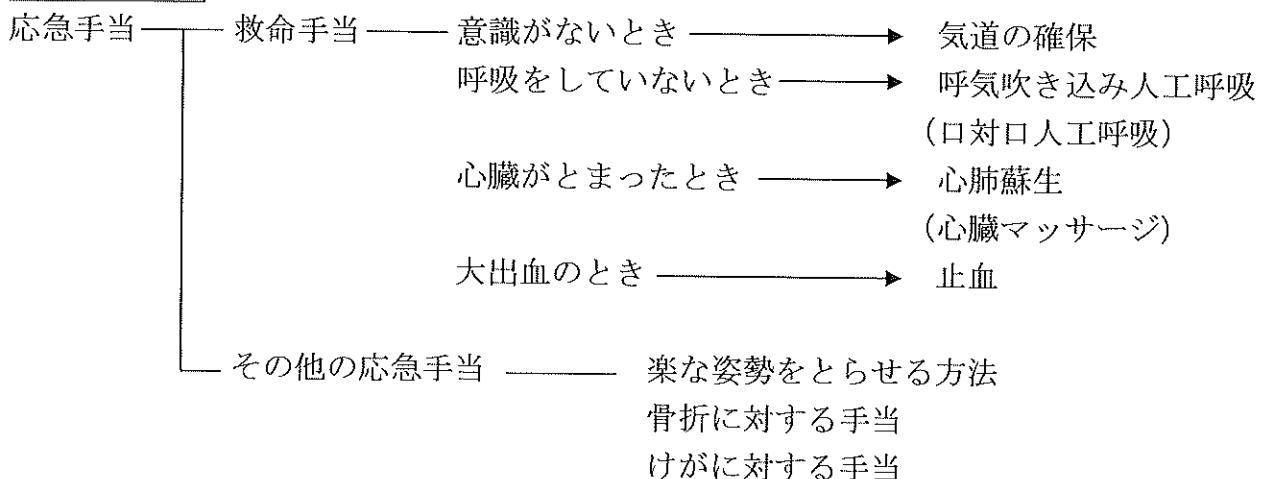 応急手当 救命手当 意識がないとき 気道の確保
呼吸をしていないとき 呼気吹き込み人工呼吸
(口対口人工呼吸)
心臓がとまったとき 心肺蘇生
(心臓マッサージ)
大出血のとき 止血
その他の応急手当 楽な姿勢をとらせる方法
骨折に対する手当
けがに対する手当